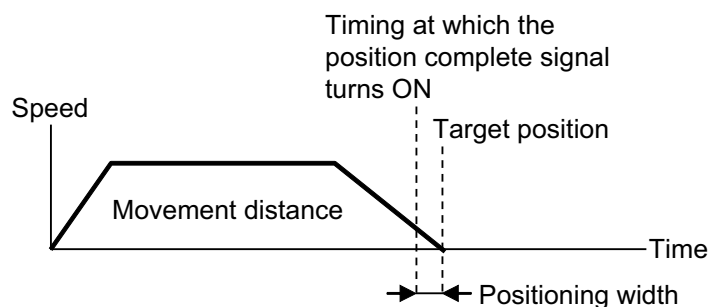 Timing at which the
position complete signal
turns ON
Speed
Target position
Movement distance
Time
Positioning width